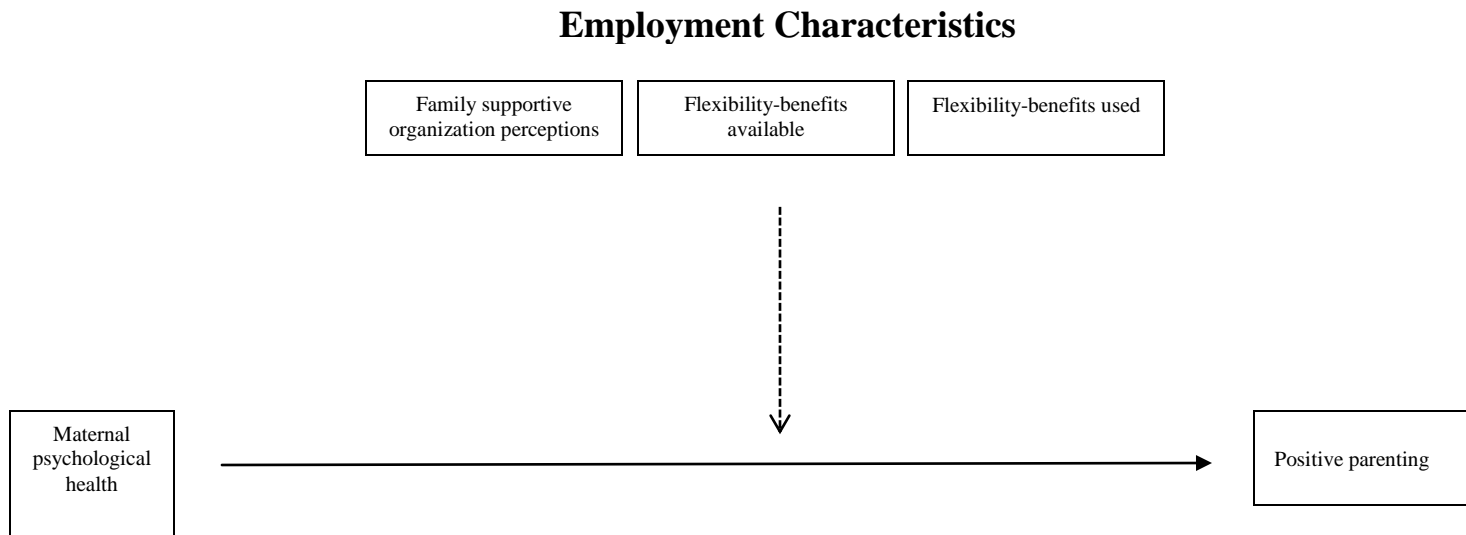 Employment Characteristics
Family supportive
organization perceptions
Flexibility-benefits
available
Flexibility-benefits used
Maternal
psychological
health
Positive parenting